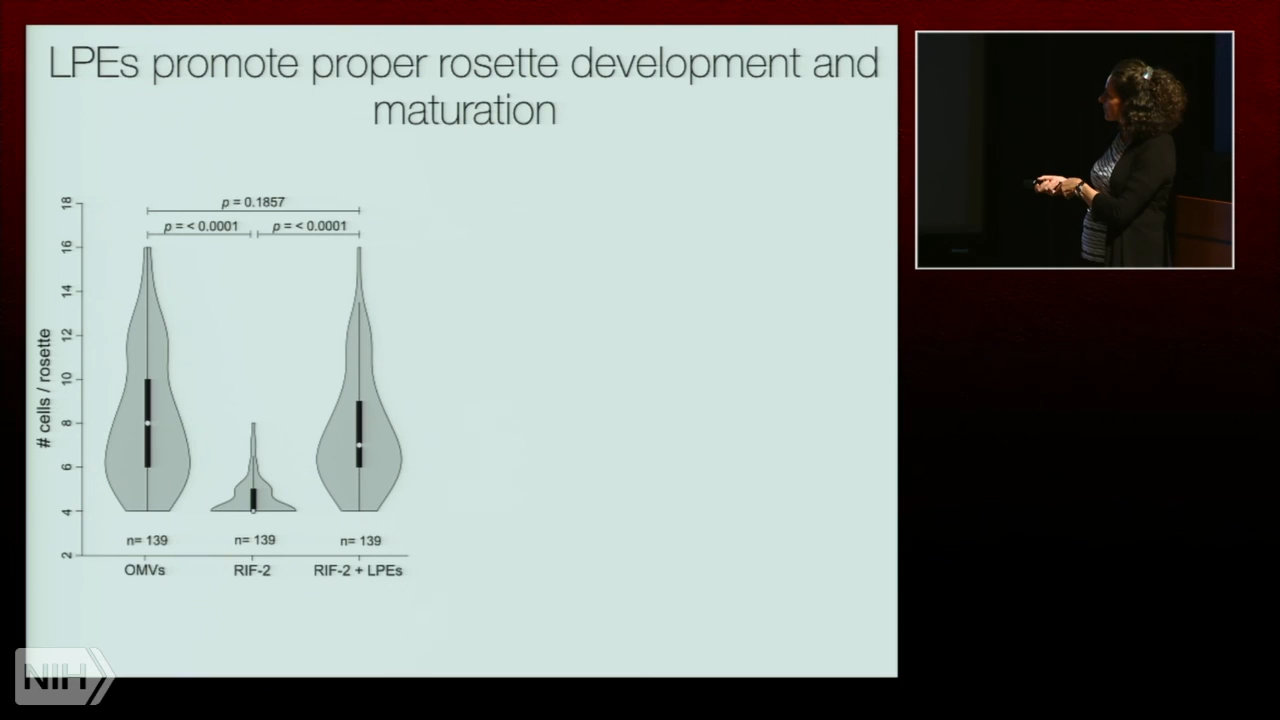 LPEs promote proper rosette development and
maturation
p = 0.1857
p = < 0.0001 p = < 0.0001
# cells / rosette
18
16
14
12
10
8
6
4
2
n= 139 n= 139 n= 139
OMVs RIF-2 RIF-2 + LPEs
NIH